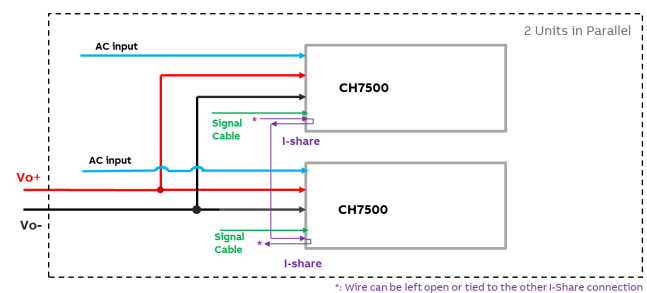 2 Units in Parallel
AC input
CH7500
Signal
Cable
*
I-share
AC input
Vo+
CH7500
Vo-
Signal
Cable
*
I-share
*: Wire can be left open or tied to the other I-Share connection